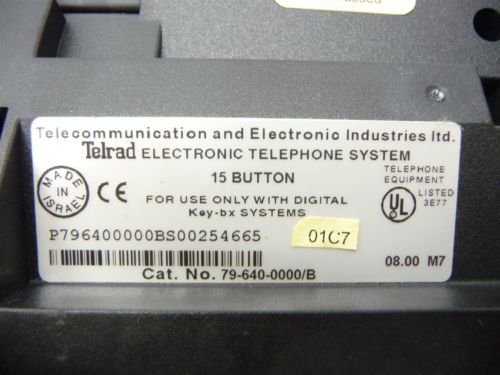 Telecommunication and Electronic Industries ltd.
Telrad ELECTRONIC TELEPHONE SYSTEM
15 BUTTON
FOR USE ONLY WITH DIGITAL
Key-bx SYSTEMS
MADE IN ISRAEL
CE
TELEPHONE
EQUIPMENT
UL
LISTED
3E77
P796400000BS00254665
01C7
Cat. No. 79-640-0000/B
08.00 M7